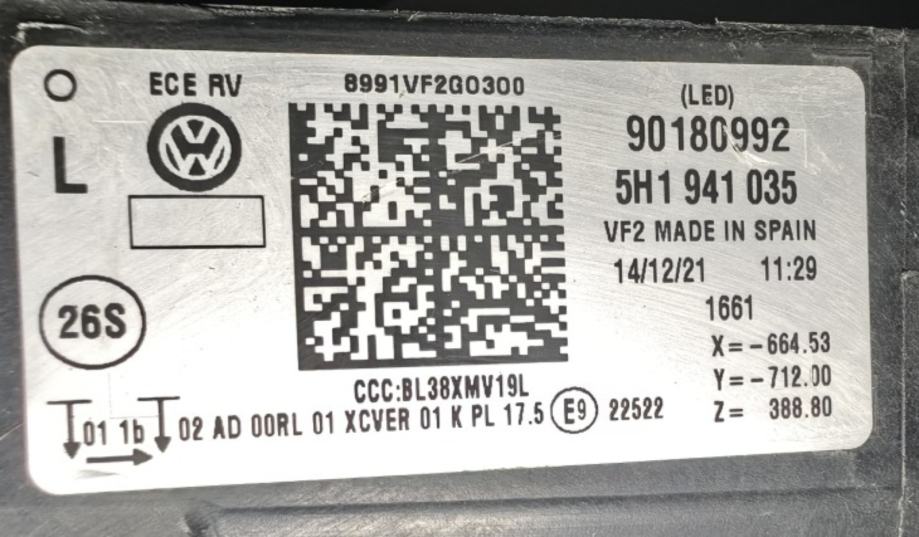 ECE RV
L
26S
8991VF2G0300
CCC:BL38XMV19L
01 1b 02 AD 00RL 01 XCVER 01 K PL 17.5 E9 22522
(LED)
90180992
5H1 941 035
VF2 MADE IN SPAIN
14/12/21 11:29
1661
X=-664.53
Y=-712.00
Z= 388.80